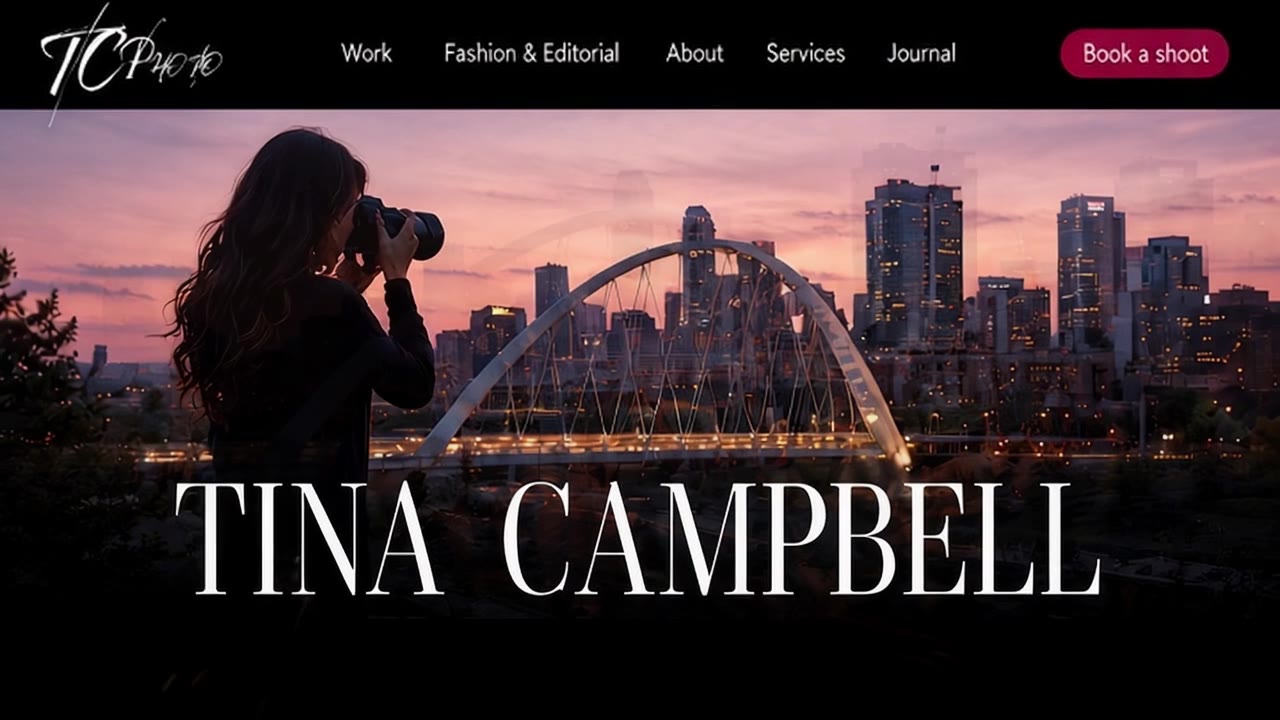 TCPHOTO
Work
Fashion & Editorial
About
Services
Journal
Book a shoot
TINA CAMPBELL